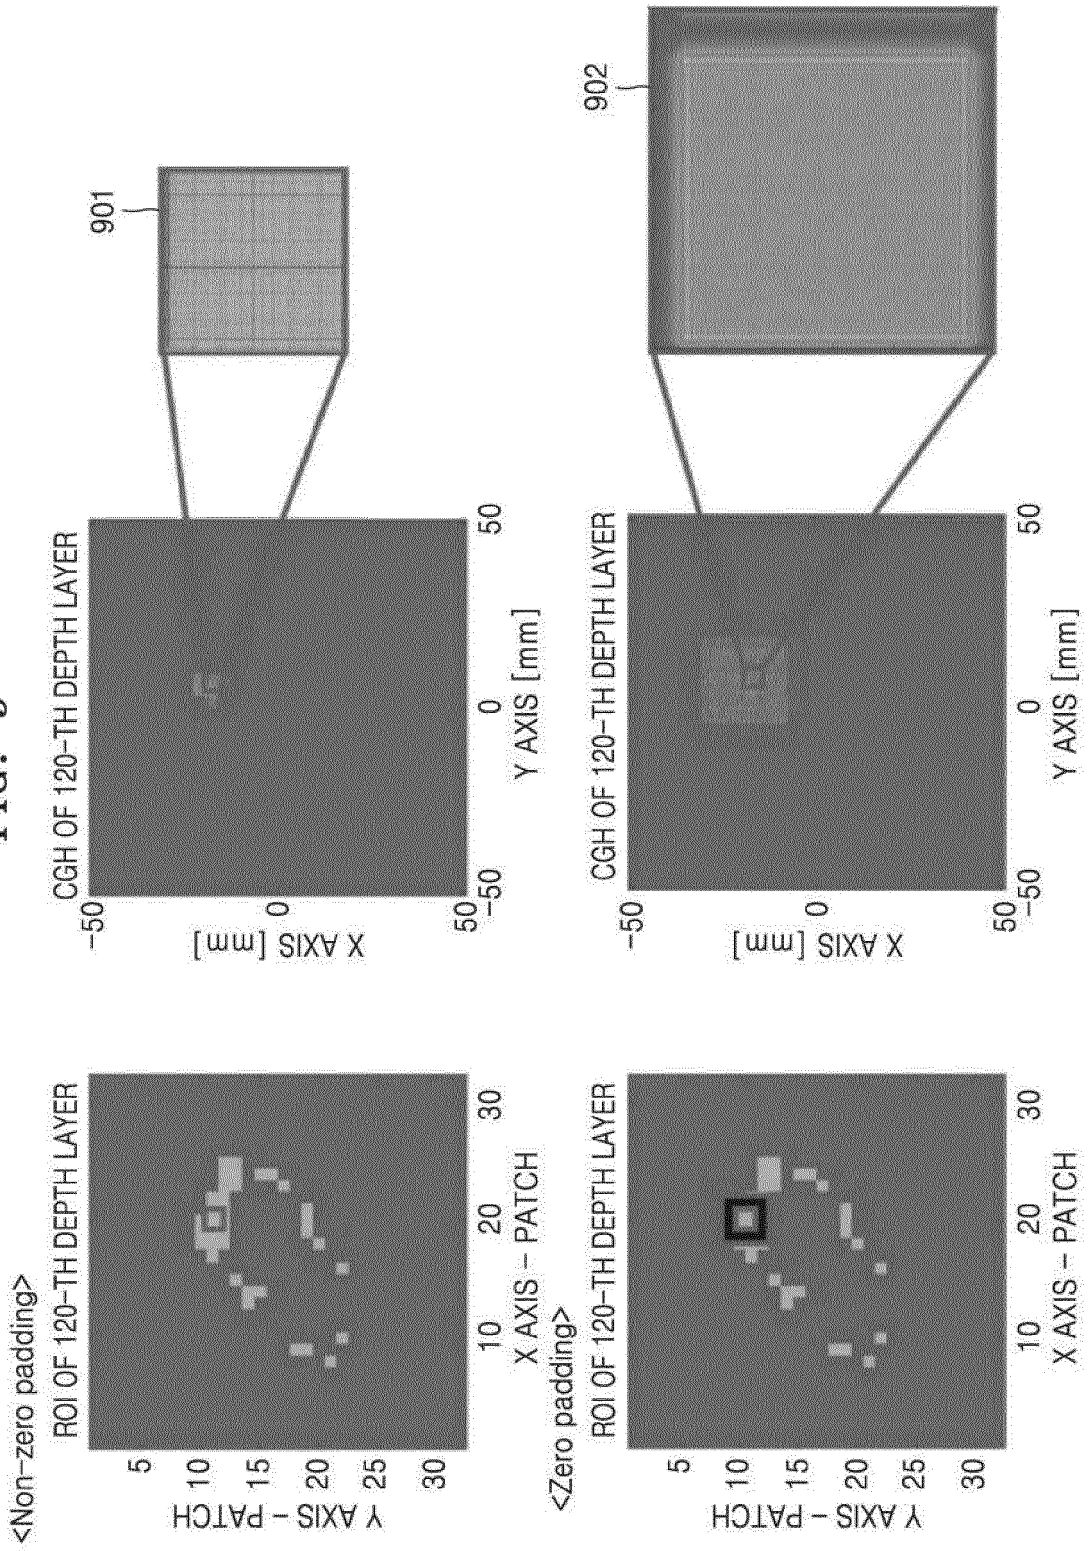 <Non-zero padding>
ROI OF 120-TH DEPTH LAYER
Y AXIS - PATCH
5
10
15
20
25
30
10
20
30
X AXIS - PATCH
CGH OF 120-TH DEPTH LAYER
X AXIS [mm]
-50
0
50
-50
0
50
Y AXIS [mm]
901
<Zero padding>
ROI OF 120-TH DEPTH LAYER
Y AXIS - PATCH
5
10
15
20
25
30
10
20
30
X AXIS - PATCH
CGH OF 120-TH DEPTH LAYER
X AXIS [mm]
-50
0
50
-50
0
50
Y AXIS [mm]
902